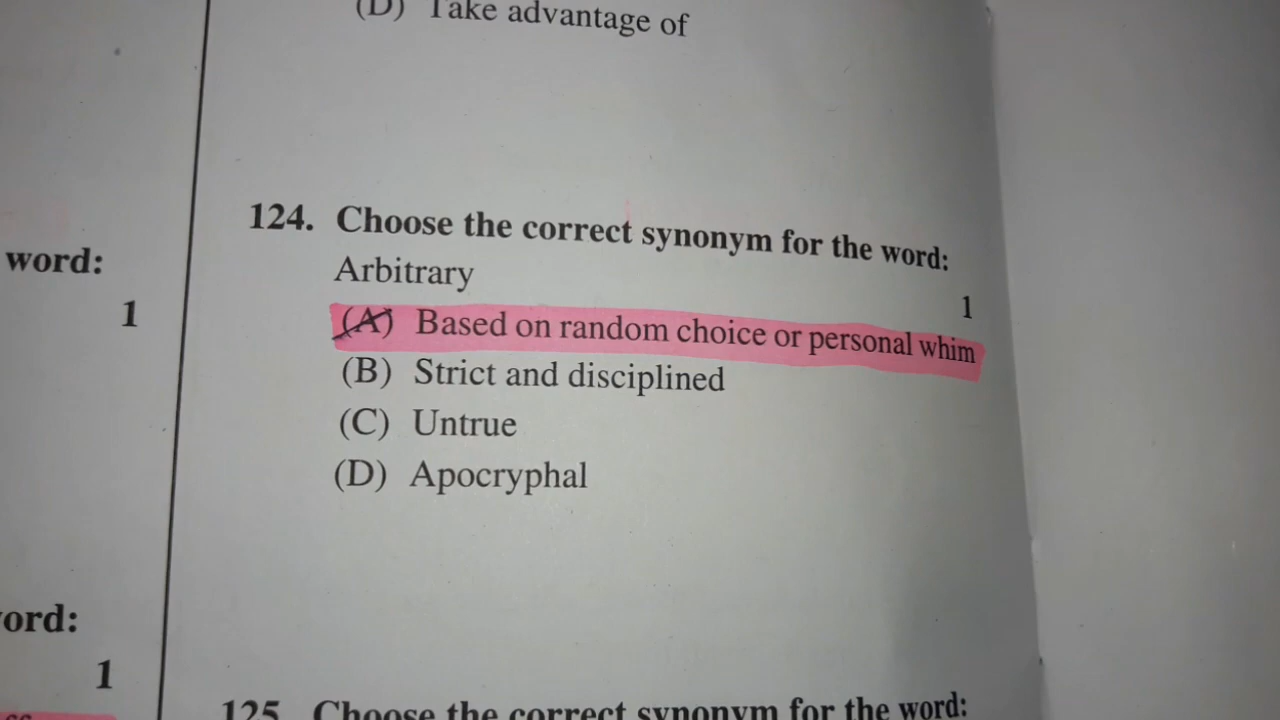 (D) Take advantage of
word:
1
124. Choose the correct synonym for the word:
Arbitrary
1
(A) Based on random choice or personal whim
(B) Strict and disciplined
(C) Untrue
(D) Apocryphal
ord:
1
125 Choose the correct synonym for the word: